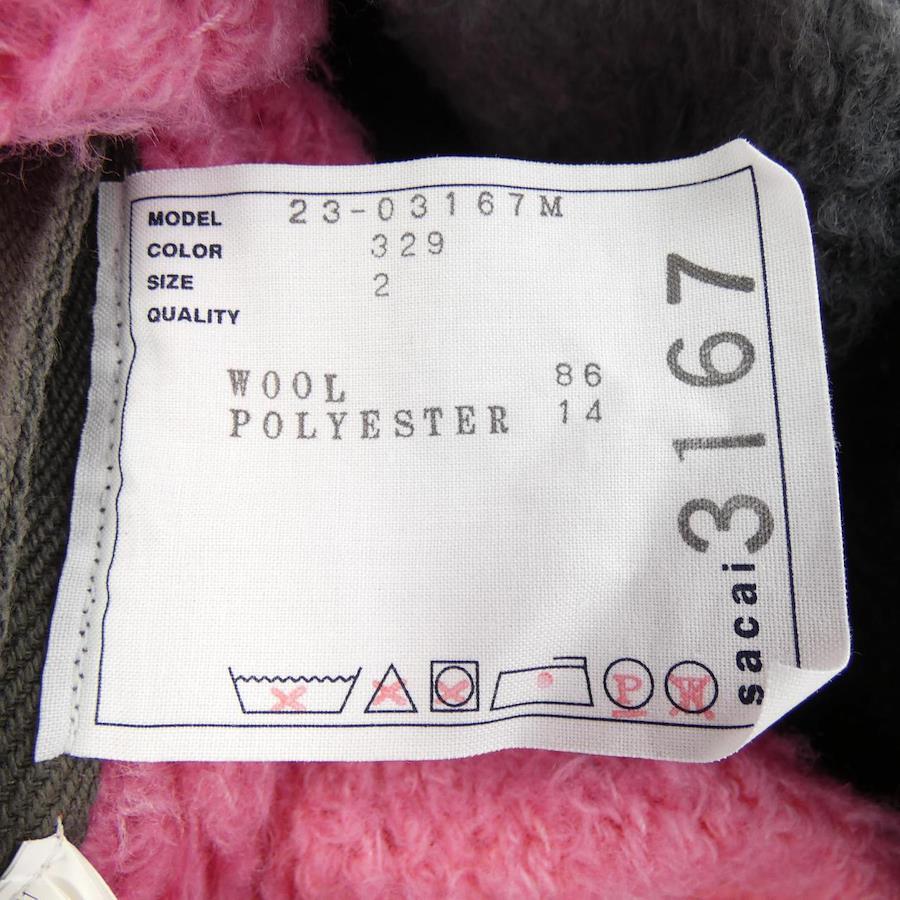 MODEL 23-03167M
COLOR 329
SIZE 2
QUALITY
WOOL 86
POLYESTER 14
sacai 3167
P W